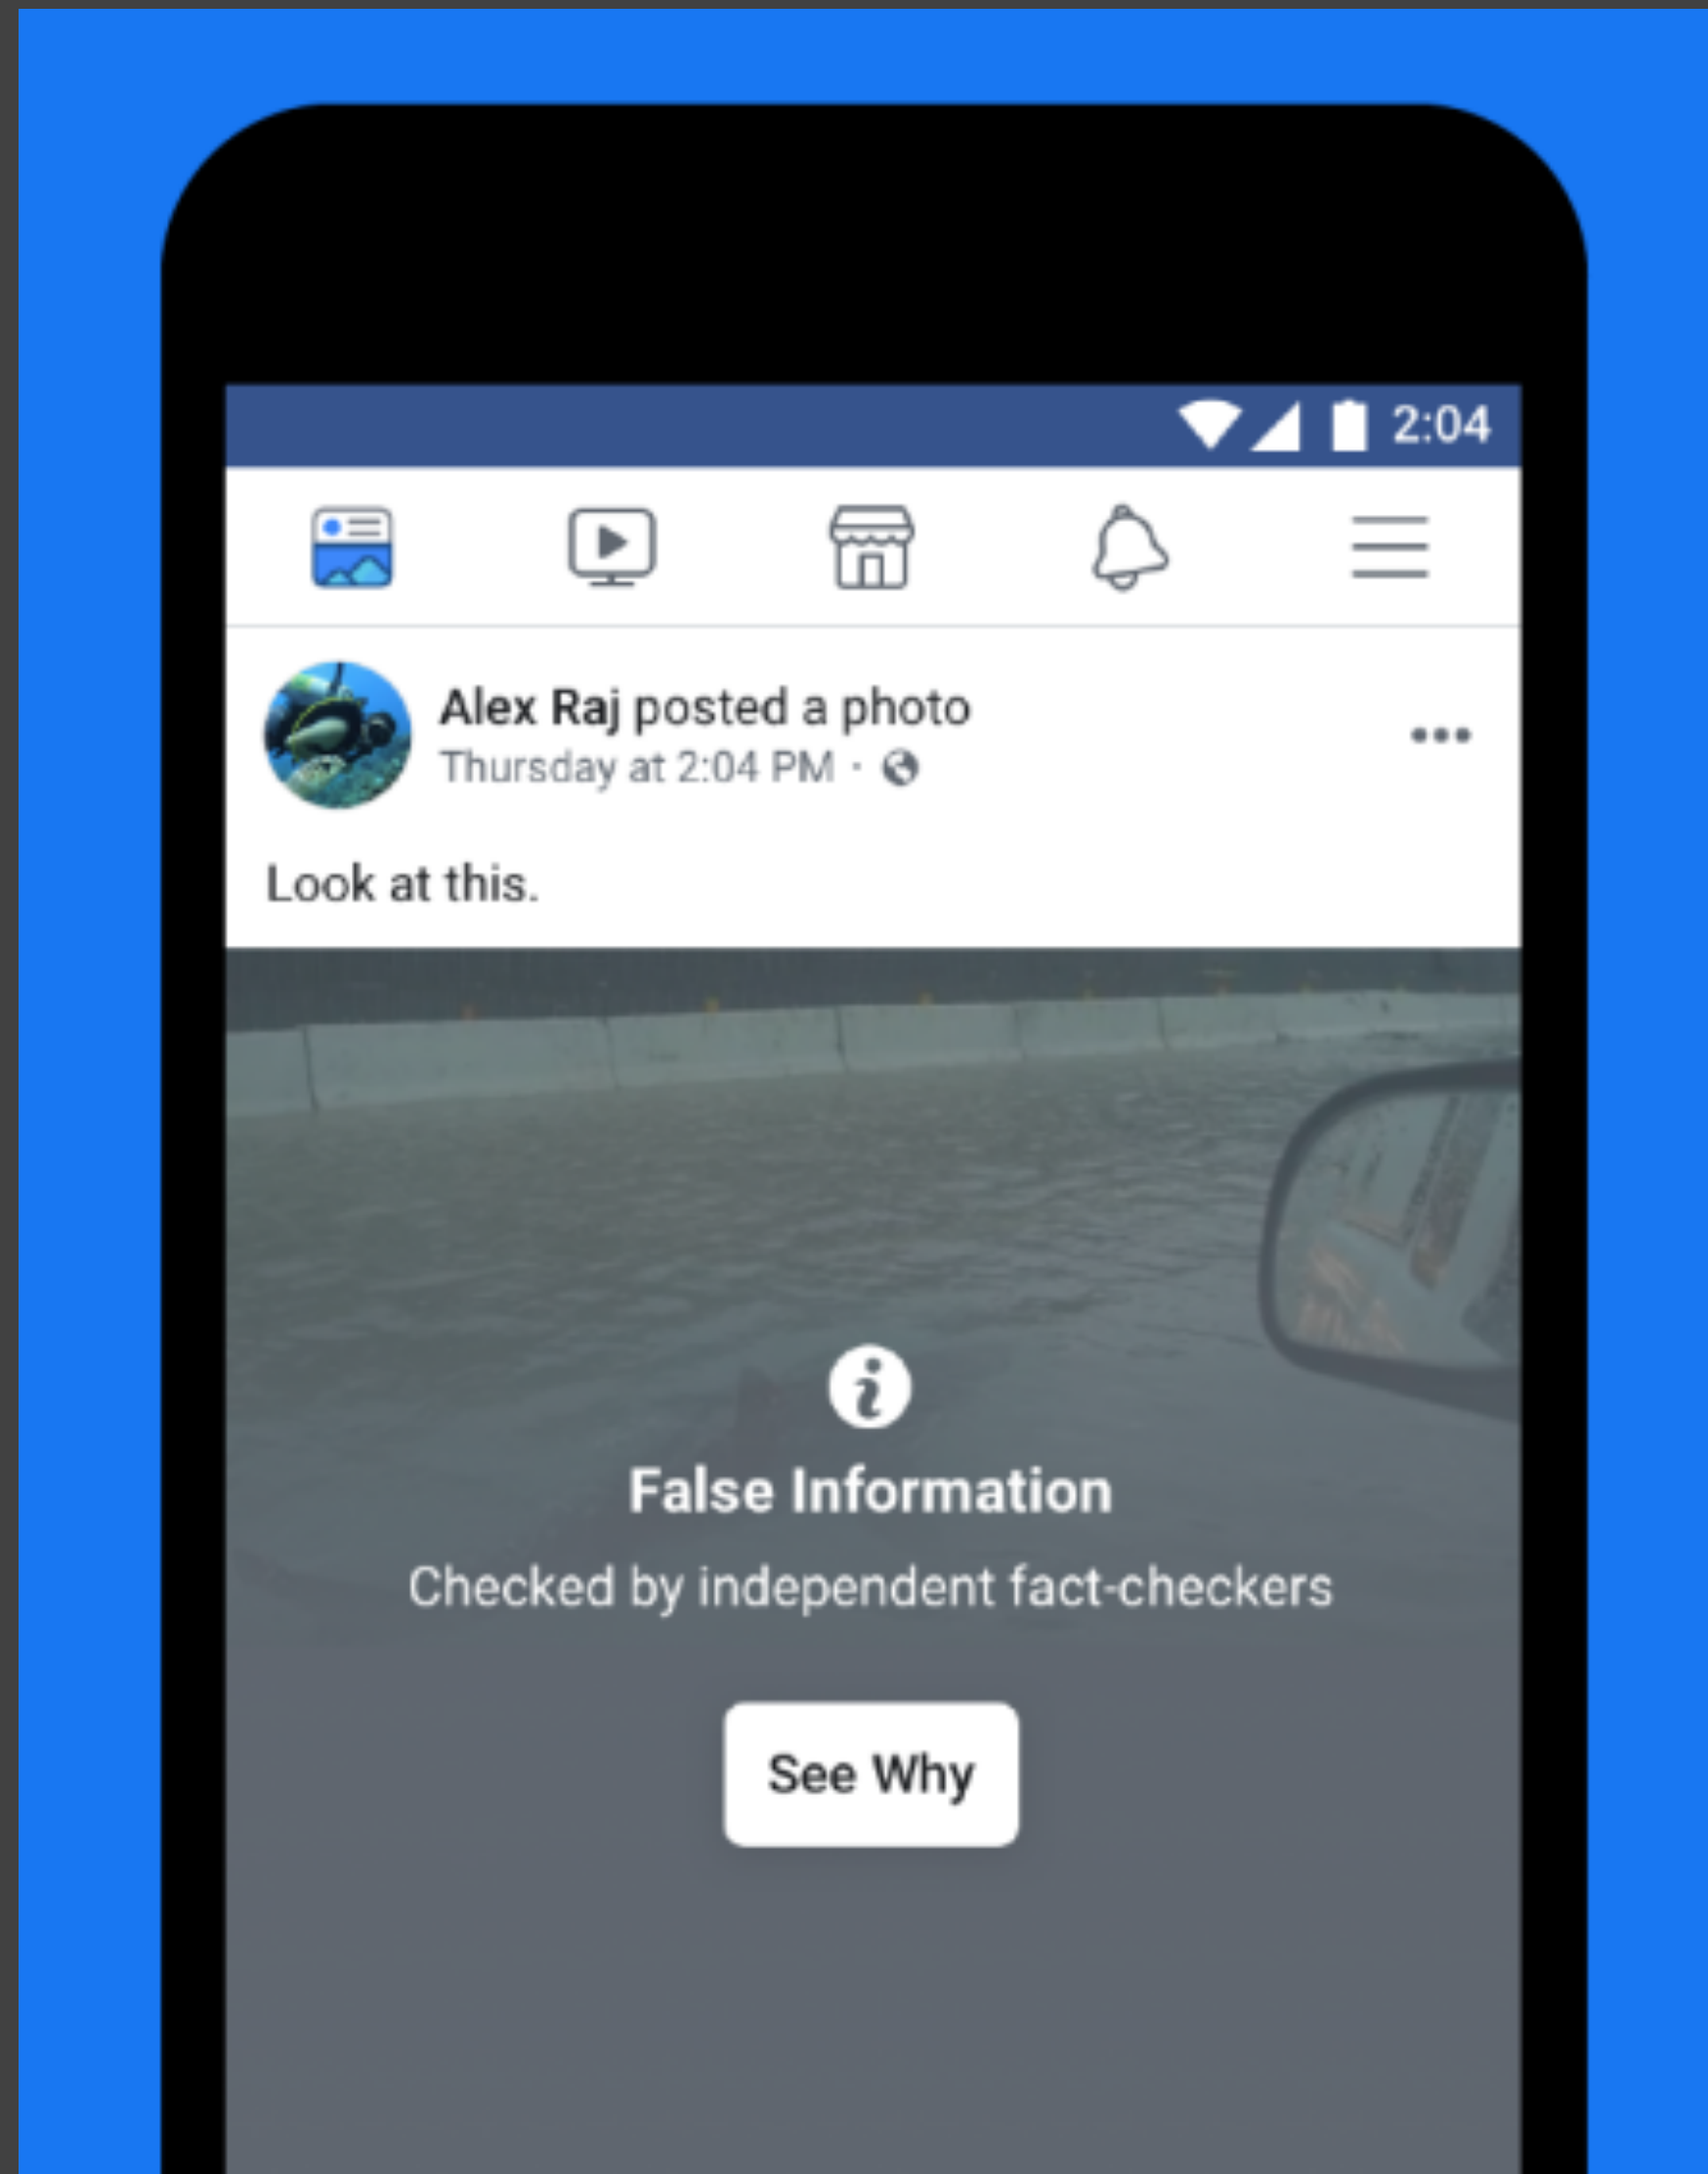 2:04
Alex Raj posted a photo
Thursday at 2:04 PM ·
Look at this.
False Information
Checked by independent fact-checkers
See Why